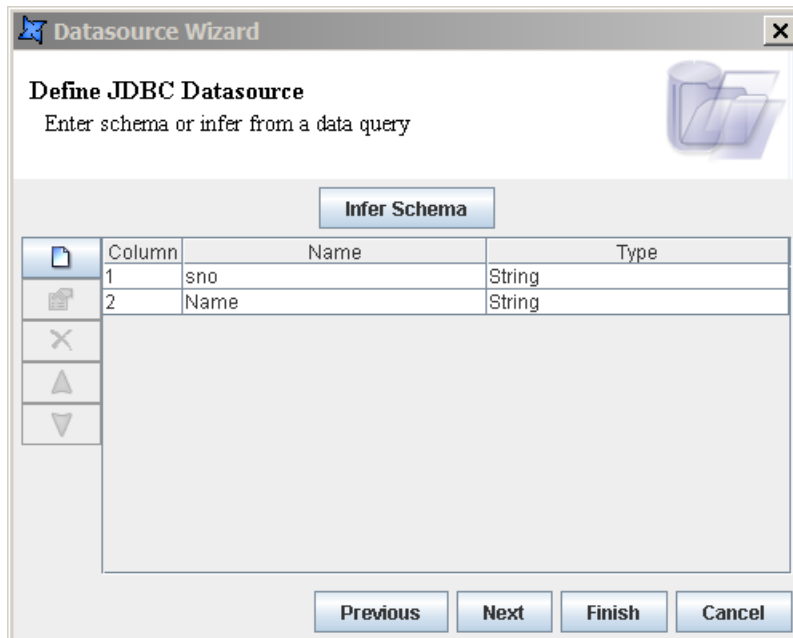 Datasource Wizard
Define JDBC Datasource
Enter schema or infer from a data query
Infer Schema
Column Name Type
1 sno String
2 Name String
Previous Next Finish Cancel